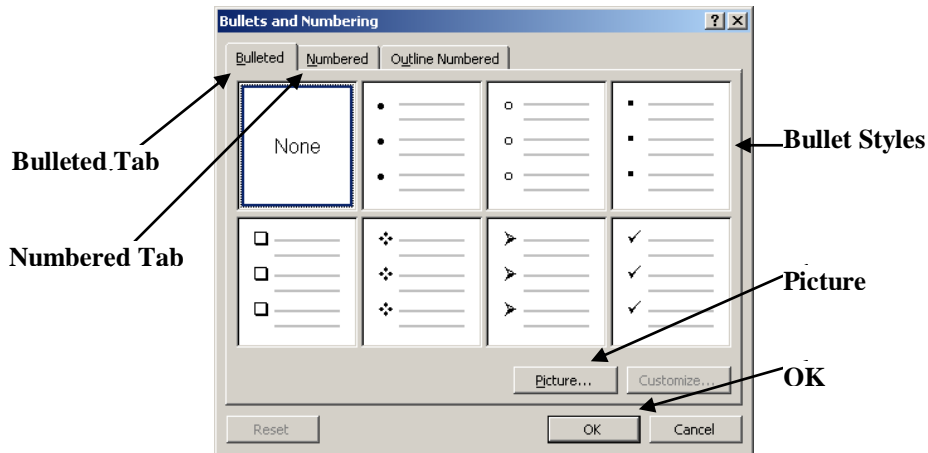 Bullets and Numbering
Bulleted Numbered Outline Numbered
None
Bullet Styles
Bulleted Tab
Numbered Tab
Picture
Picture... Customize...
OK
Reset OK Cancel